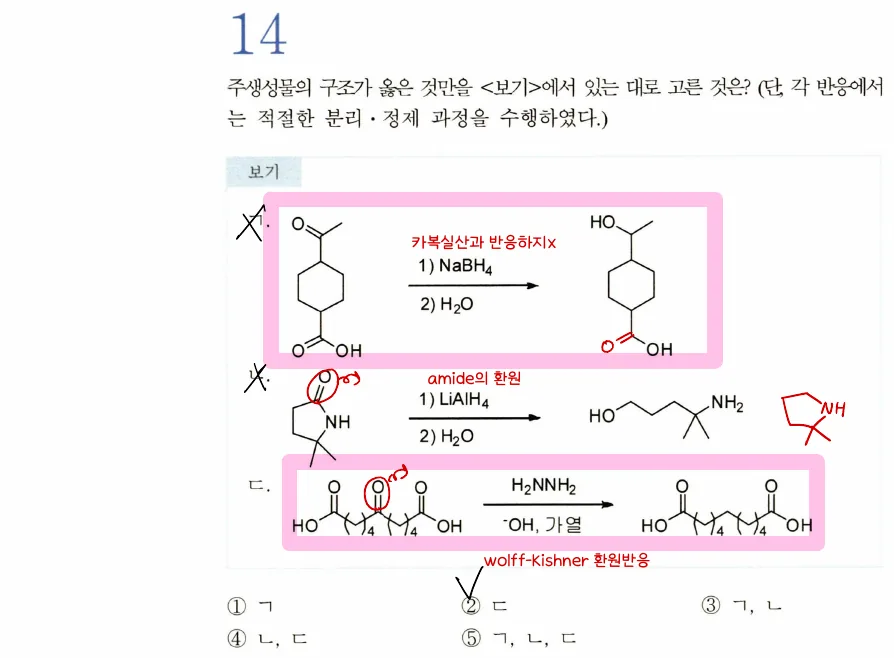 14
주생성물의 구조가 옳은 것만을 <보기>에서 있는 대로 고른 것은? (단, 각 반응에서
는 적절한 분리・정제 과정을 수행하였다.)
보기
ㄱ.
O
카복실산과 반응하지x
1) NaBH₄
2) H₂O
HO
O
OH
O
OH
ㄴ.
O
NH
amide의 환원
1) LiAlH₄
2) H₂O
HO
NH₂
NH
ㄷ.
O
O
O
HO
4
4
OH
H₂NNH₂
⁻OH, 가열
O
O
HO
4
4
OH
wolff-Kishner 환원반응
① ㄱ
② ㄷ
③ ㄱ, ㄴ
④ ㄴ, ㄷ
⑤ ㄱ, ㄴ, ㄷ